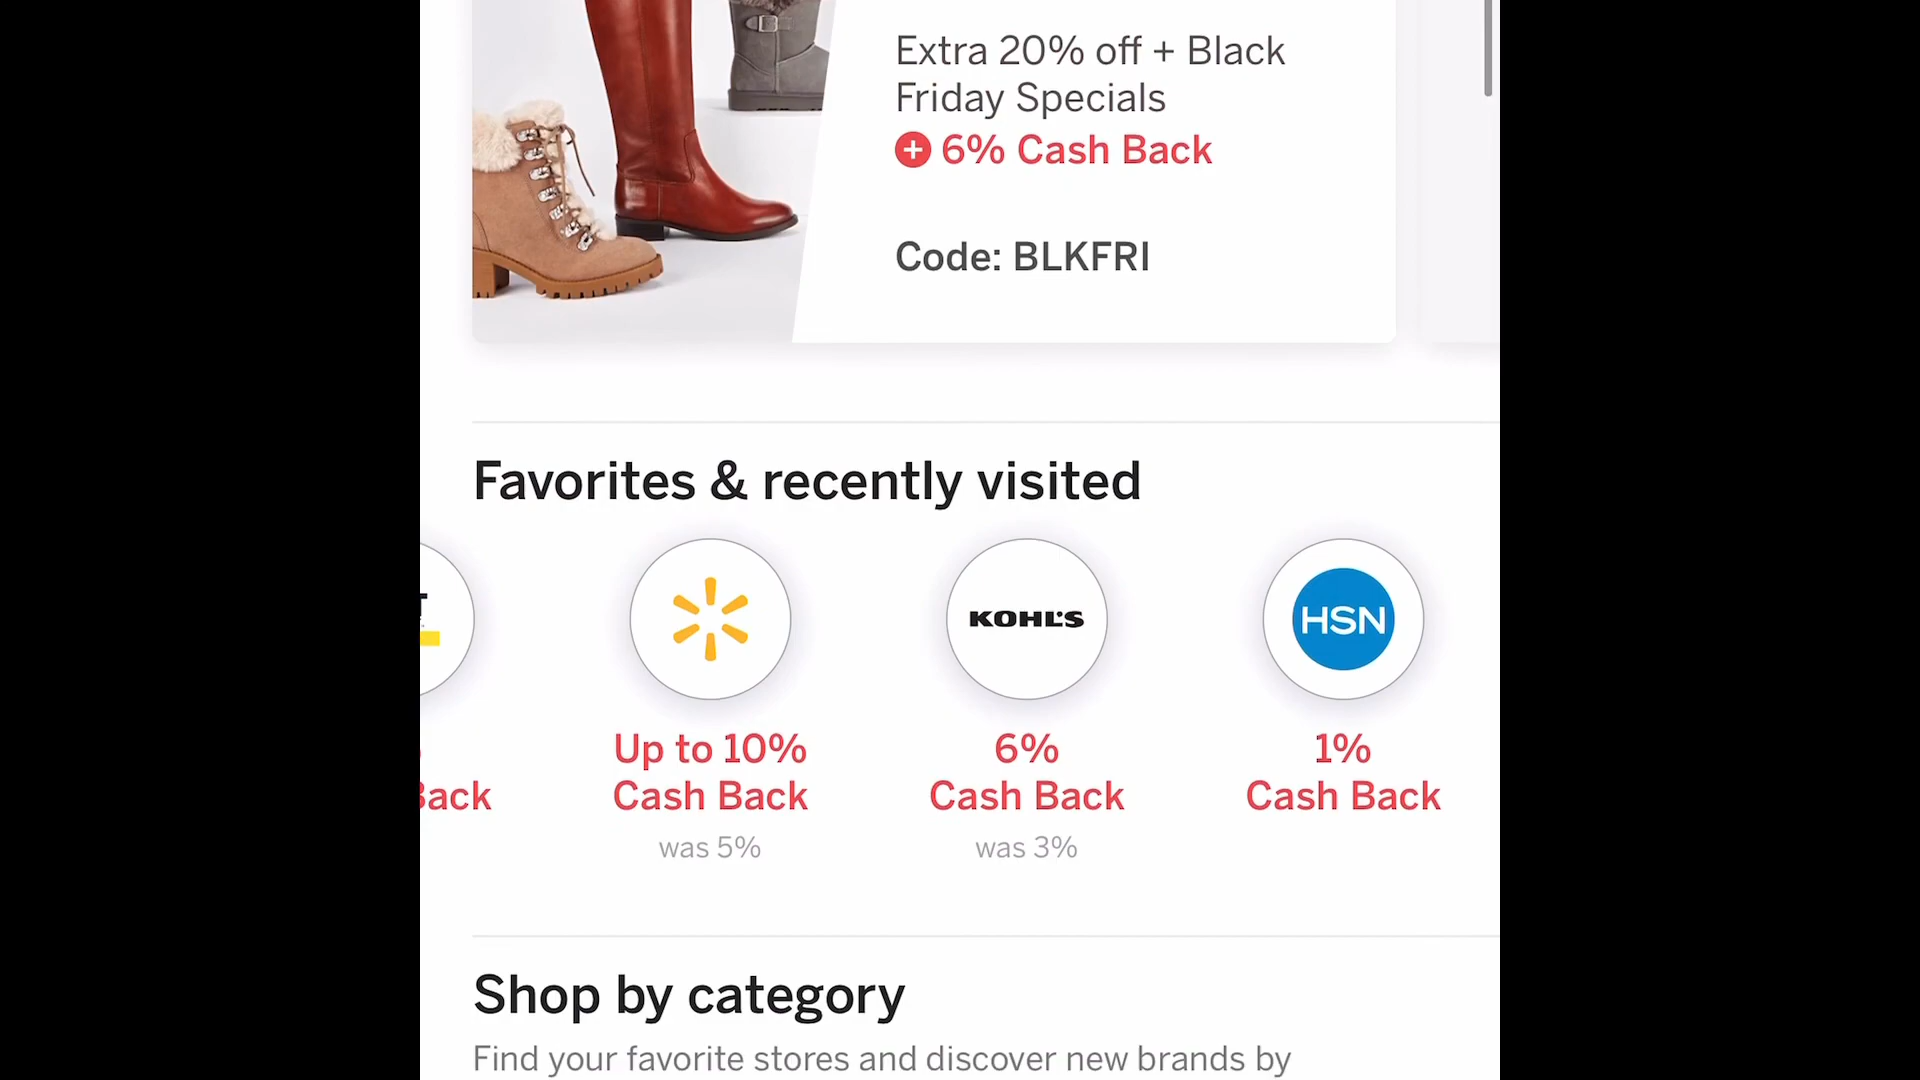 Extra 20% off + Black
Friday Specials
+ 6% Cash Back
Code: BLKFRI
Favorites & recently visited
KOHL'S
HSN
Up to 10%
Cash Back
was 5%
6%
Cash Back
was 3%
1%
Cash Back
Back
Shop by category
Find your favorite stores and discover new brands by